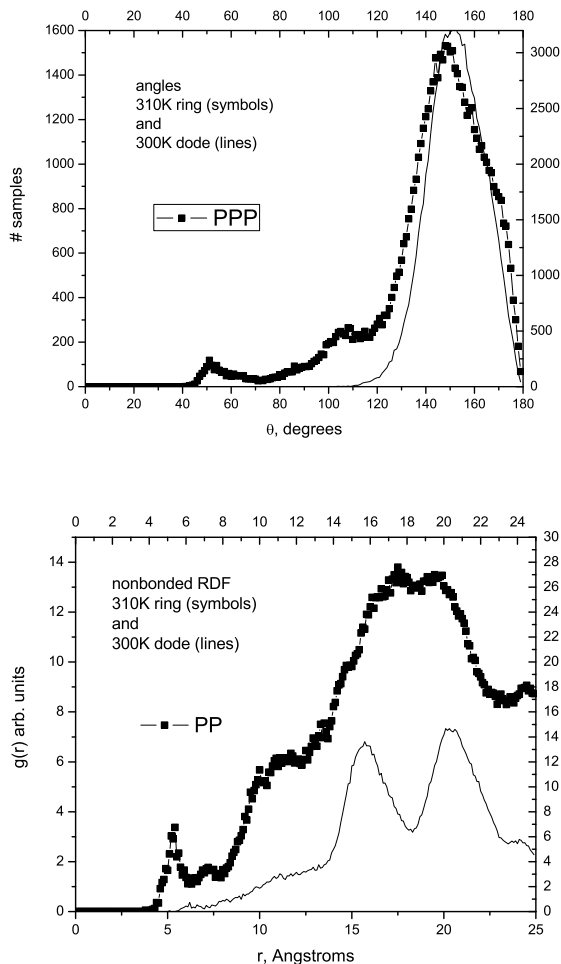 0 20 40 60 80 100 120 140 160 180
1600
1400
1200
1000
800
600
400
200
0
# samples
3000
2500
2000
1500
1000
500
0
angles
310K ring (symbols)
and
300K dode (lines)
PPP
0 20 40 60 80 100 120 140 160 180
θ, degrees
0 2 4 6 8 10 12 14 16 18 20 22 24
14
12
10
8
6
4
2
0
g(r) arb. units
30
28
26
24
22
20
18
16
14
12
10
8
6
4
2
0
nonbonded RDF
310K ring (symbols)
and
300K dode (lines)
PP
0 5 10 15 20 25
r, Angstroms